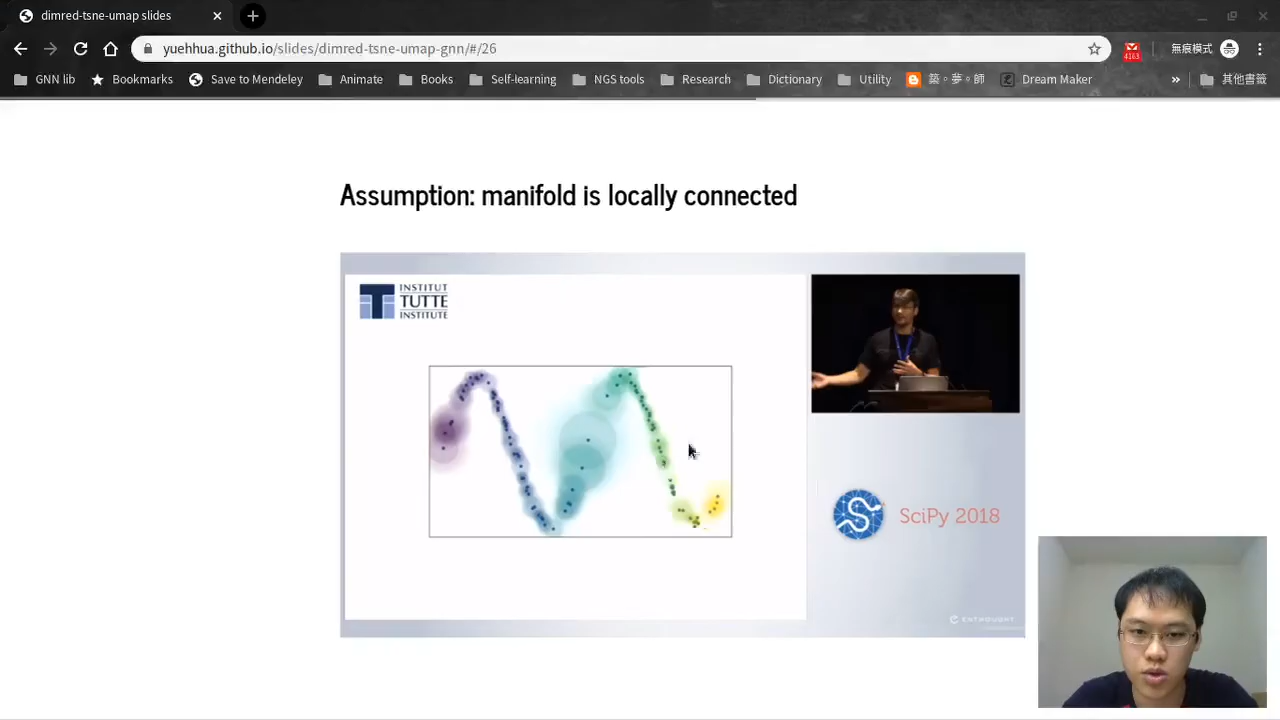 dimred-tsne-umap slides
yuehhua.github.io/slides/dimred-tsne-umap-gnn/#/26
4163
無痕模式
GNN lib
Bookmarks
Save to Mendeley
Animate
Books
Self-learning
NGS tools
Research
Dictionary
Utility
築。夢。師
Dream Maker
»
其他書籤
Assumption: manifold is locally connected
INSTITUT
TUTTE
INSTITUTE
SciPy 2018
ENTHOUGHT